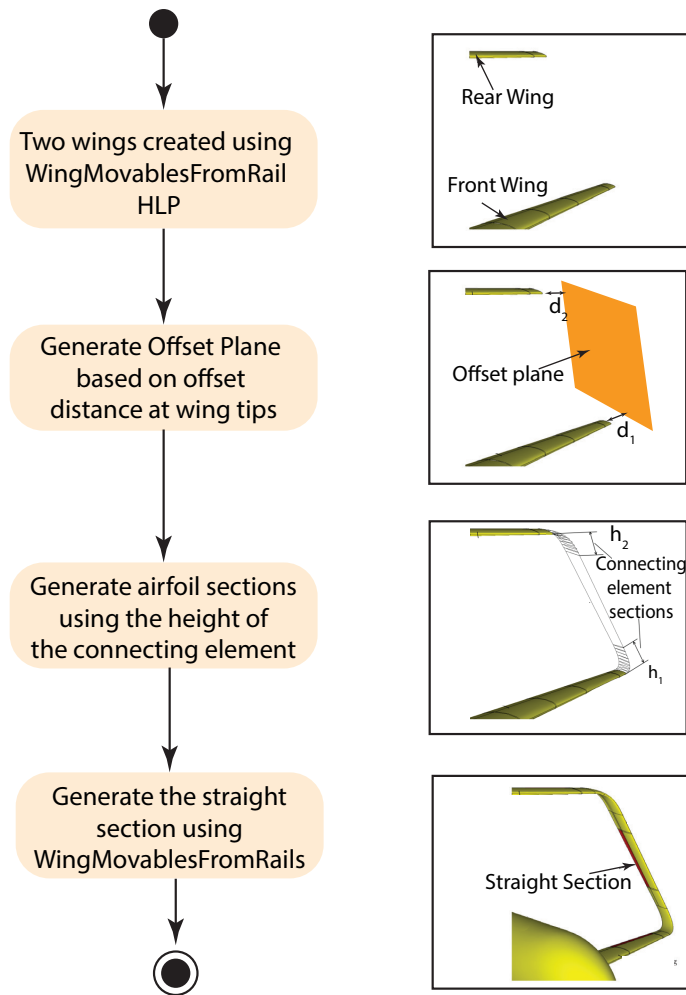 Two wings created using
WingMovablesFromRail
HLP
Rear Wing
Front Wing
Generate Offset Plane
based on offset
distance at wing tips
d2
Offset plane
d1
Generate airfoil sections
using the height of
the connecting element
h2
Connecting
element
sections
h1
Generate the straight
section using
WingMovablesFromRails
Straight Section
g